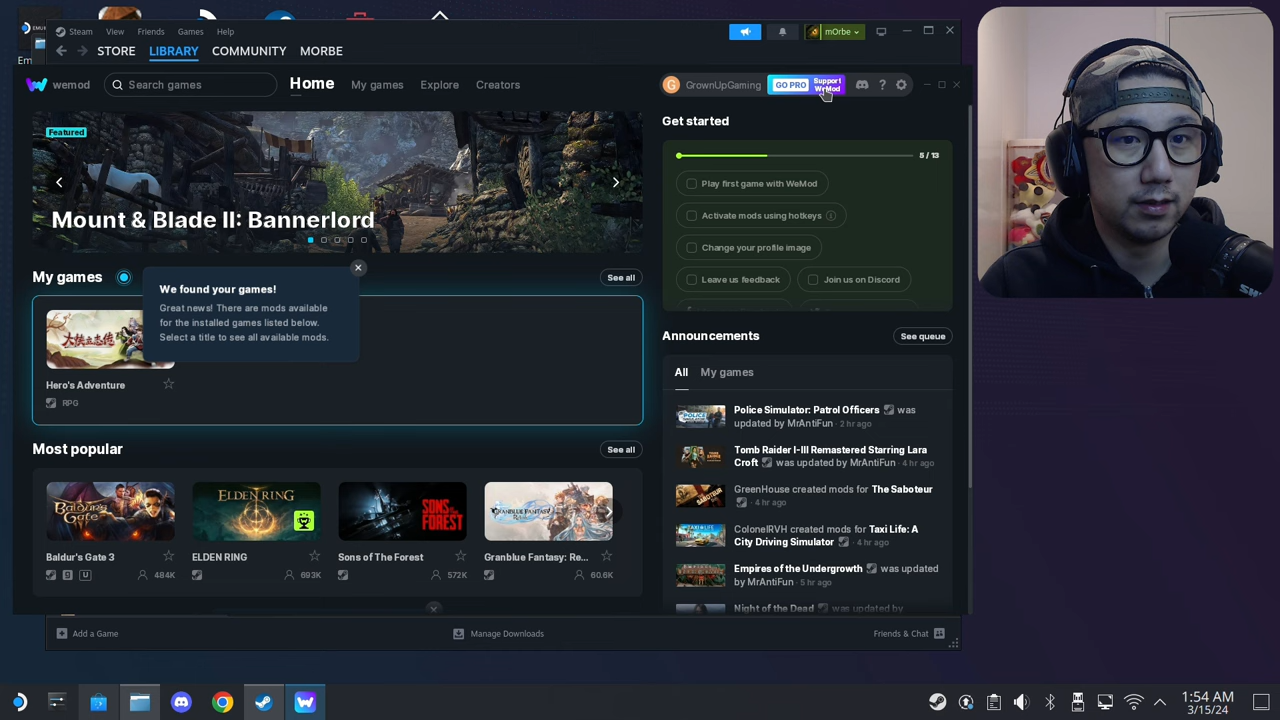 Steam View Friends Games Help
mOrbe
STORE LIBRARY COMMUNITY MORBE
wemod
Search games
Home My games Explore Creators
GrownUpGaming
GO PRO
Support
WeMod
Featured
Mount & Blade II: Bannerlord
My games
See all
We found your games!
Great news! There are mods available
for the installed games listed below.
Select a title to see all available mods.
Hero's Adventure
RPG
Most popular
See all
BALDUR'S GATE
ELDEN RING
SONS OF THE FOREST
GRANBLUE FANTASY
Baldur's Gate 3
484K
ELDEN RING
693K
Sons of The Forest
572K
Granblue Fantasy: Re...
60.6K
Get started
5 / 13
Play first game with WeMod
Activate mods using hotkeys
Change your profile image
Leave us feedback
Join us on Discord
Announcements
See queue
All My games
Police Simulator: Patrol Officers was
updated by MrAntiFun · 2 hr ago
Tomb Raider I-III Remastered Starring Lara
Croft was updated by MrAntiFun · 4 hr ago
GreenHouse created mods for The Saboteur
· 4 hr ago
ColonelRVH created mods for Taxi Life: A
City Driving Simulator · 4 hr ago
Empires of the Undergrowth was updated
by MrAntiFun · 5 hr ago
Night of the Dead was updated by
Add a Game
Manage Downloads
Friends & Chat
1:54 AM
3/15/24